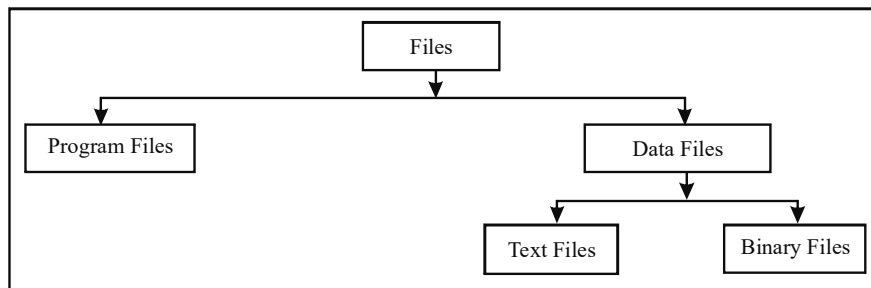 Files
Program Files
Data Files
Text Files
Binary Files